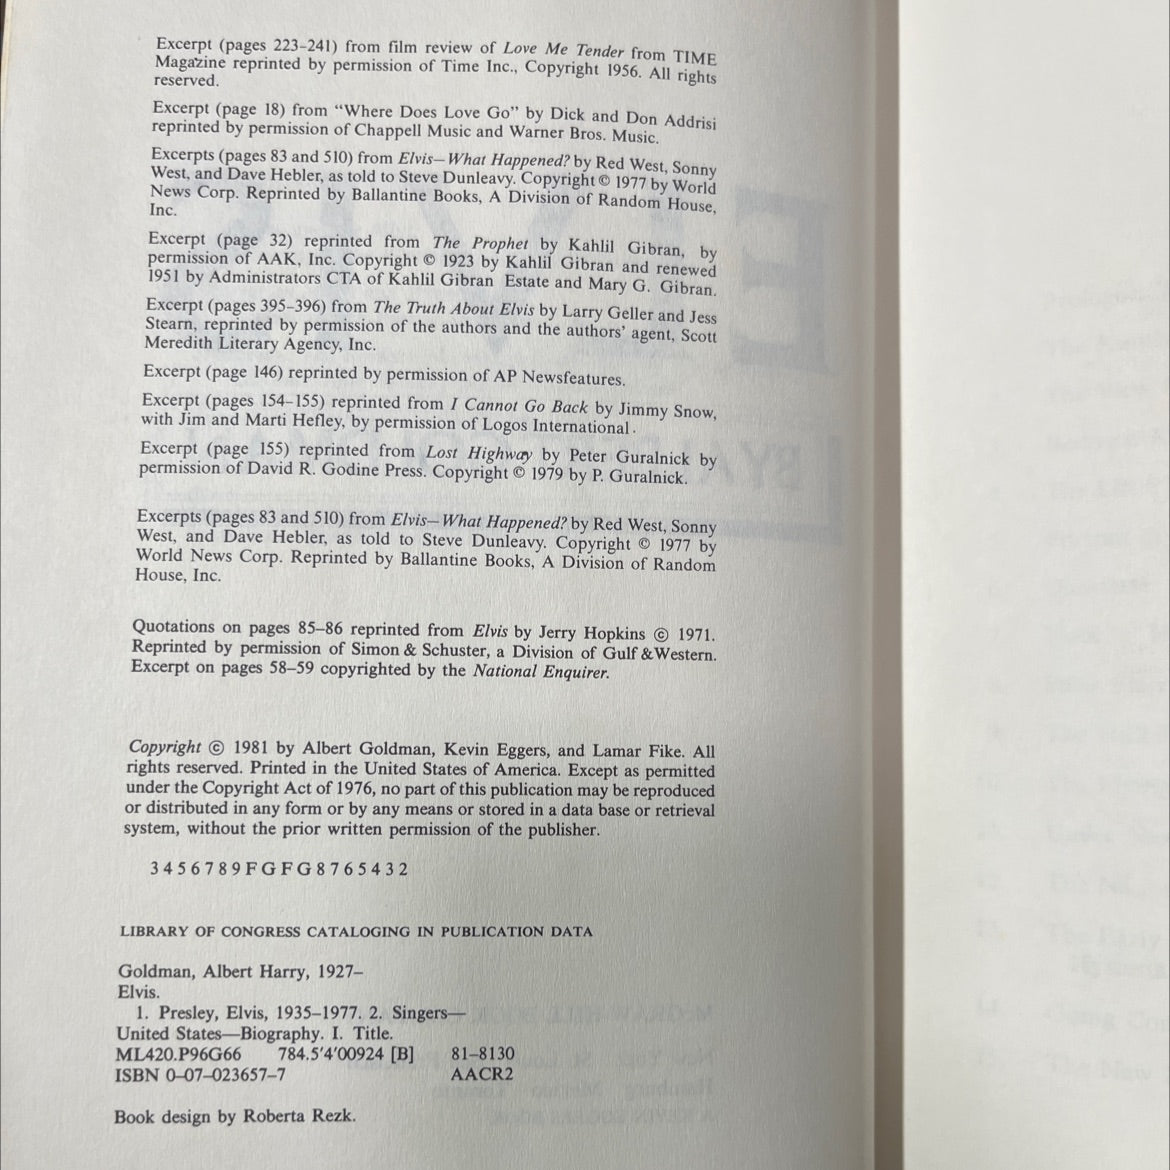 Excerpt (pages 223–241) from film review of Love Me Tender from TIME
Magazine reprinted by permission of Time Inc., Copyright 1956. All rights
reserved.
Excerpt (page 18) from “Where Does Love Go” by Dick and Don Addrisi
reprinted by permission of Chappell Music and Warner Bros. Music.
Excerpts (pages 83 and 510) from Elvis—What Happened? by Red West, Sonny
West, and Dave Hebler, as told to Steve Dunleavy. Copyright © 1977 by World
News Corp. Reprinted by Ballantine Books, A Division of Random House,
Inc.
Excerpt (page 32) reprinted from The Prophet by Kahlil Gibran, by
permission of AAK, Inc. Copyright © 1923 by Kahlil Gibran and renewed
1951 by Administrators CTA of Kahlil Gibran Estate and Mary G. Gibran.
Excerpt (pages 395–396) from The Truth About Elvis by Larry Geller and Jess
Stearn, reprinted by permission of the authors and the authors’ agent, Scott
Meredith Literary Agency, Inc.
Excerpt (page 146) reprinted by permission of AP Newsfeatures.
Excerpt (pages 154–155) reprinted from I Cannot Go Back by Jimmy Snow,
with Jim and Marti Hefley, by permission of Logos International.
Excerpt (page 155) reprinted from Lost Highway by Peter Guralnick by
permission of David R. Godine Press. Copyright © 1979 by P. Guralnick.
Excerpts (pages 83 and 510) from Elvis—What Happened? by Red West, Sonny
West, and Dave Hebler, as told to Steve Dunleavy. Copyright © 1977 by
World News Corp. Reprinted by Ballantine Books, A Division of Random
House, Inc.
Quotations on pages 85–86 reprinted from Elvis by Jerry Hopkins © 1971.
Reprinted by permission of Simon & Schuster, a Division of Gulf & Western.
Excerpt on pages 58–59 copyrighted by the National Enquirer.
Copyright © 1981 by Albert Goldman, Kevin Eggers, and Lamar Fike. All
rights reserved. Printed in the United States of America. Except as permitted
under the Copyright Act of 1976, no part of this publication may be reproduced
or distributed in any form or by any means or stored in a data base or retrieval
system, without the prior written permission of the publisher.
3 4 5 6 7 8 9 F G F G 8 7 6 5 4 3 2
LIBRARY OF CONGRESS CATALOGING IN PUBLICATION DATA
Goldman, Albert Harry, 1927–
Elvis.
1. Presley, Elvis, 1935–1977. 2. Singers—
United States—Biography. I. Title.
ML420.P96G66 784.5′4′00924 [B] 81–8130
ISBN 0–07–023657–7 AACR2
Book design by Roberta Rezk.